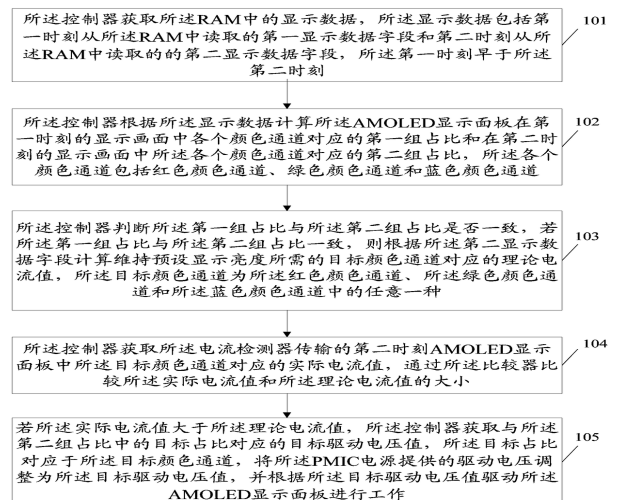 所述控制器获取所述RAM中的显示数据，所述显示数据包括第
一时刻从所述RAM中读取的第一显示数据字段和第二时刻从所
述RAM中读取的的第二显示数据字段，所述第一时刻早于所述
第二时刻
101
所述控制器根据所述显示数据计算所述AMOLED显示面板在第
一时刻的显示画面中各个颜色通道对应的第一组占比和在第二时
刻的显示画面中所述各个颜色通道对应的第二组占比，所述各个
颜色通道包括红色颜色通道、绿色颜色通道和蓝色颜色通道
102
所述控制器判断所述第一组占比与所述第二组占比是否一致，若
所述第一组占比与所述第二组占比一致，则根据所述第二显示数
据字段计算维持预设显示亮度所需的目标颜色通道对应的理论电
流值，所述目标颜色通道为所述红色颜色通道、所述绿色颜色通
道和所述蓝色颜色通道中的任意一种
103
所述控制器获取所述电流检测器传输的第二时刻AMOLED显示
面板中所述目标颜色通道对应的实际电流值，通过所述比较器比
较所述实际电流值和所述理论电流值的大小
104
若所述实际电流值大于所述理论电流值，所述控制器获取与所述
第二组占比中的目标占比对应的目标驱动电压值，所述目标占比
对应于所述目标颜色通道，将所述PMIC电源提供的驱动电压调
整为所述目标驱动电压值，并根据所述目标驱动电压值驱动所述
AMOLED显示面板进行工作
105